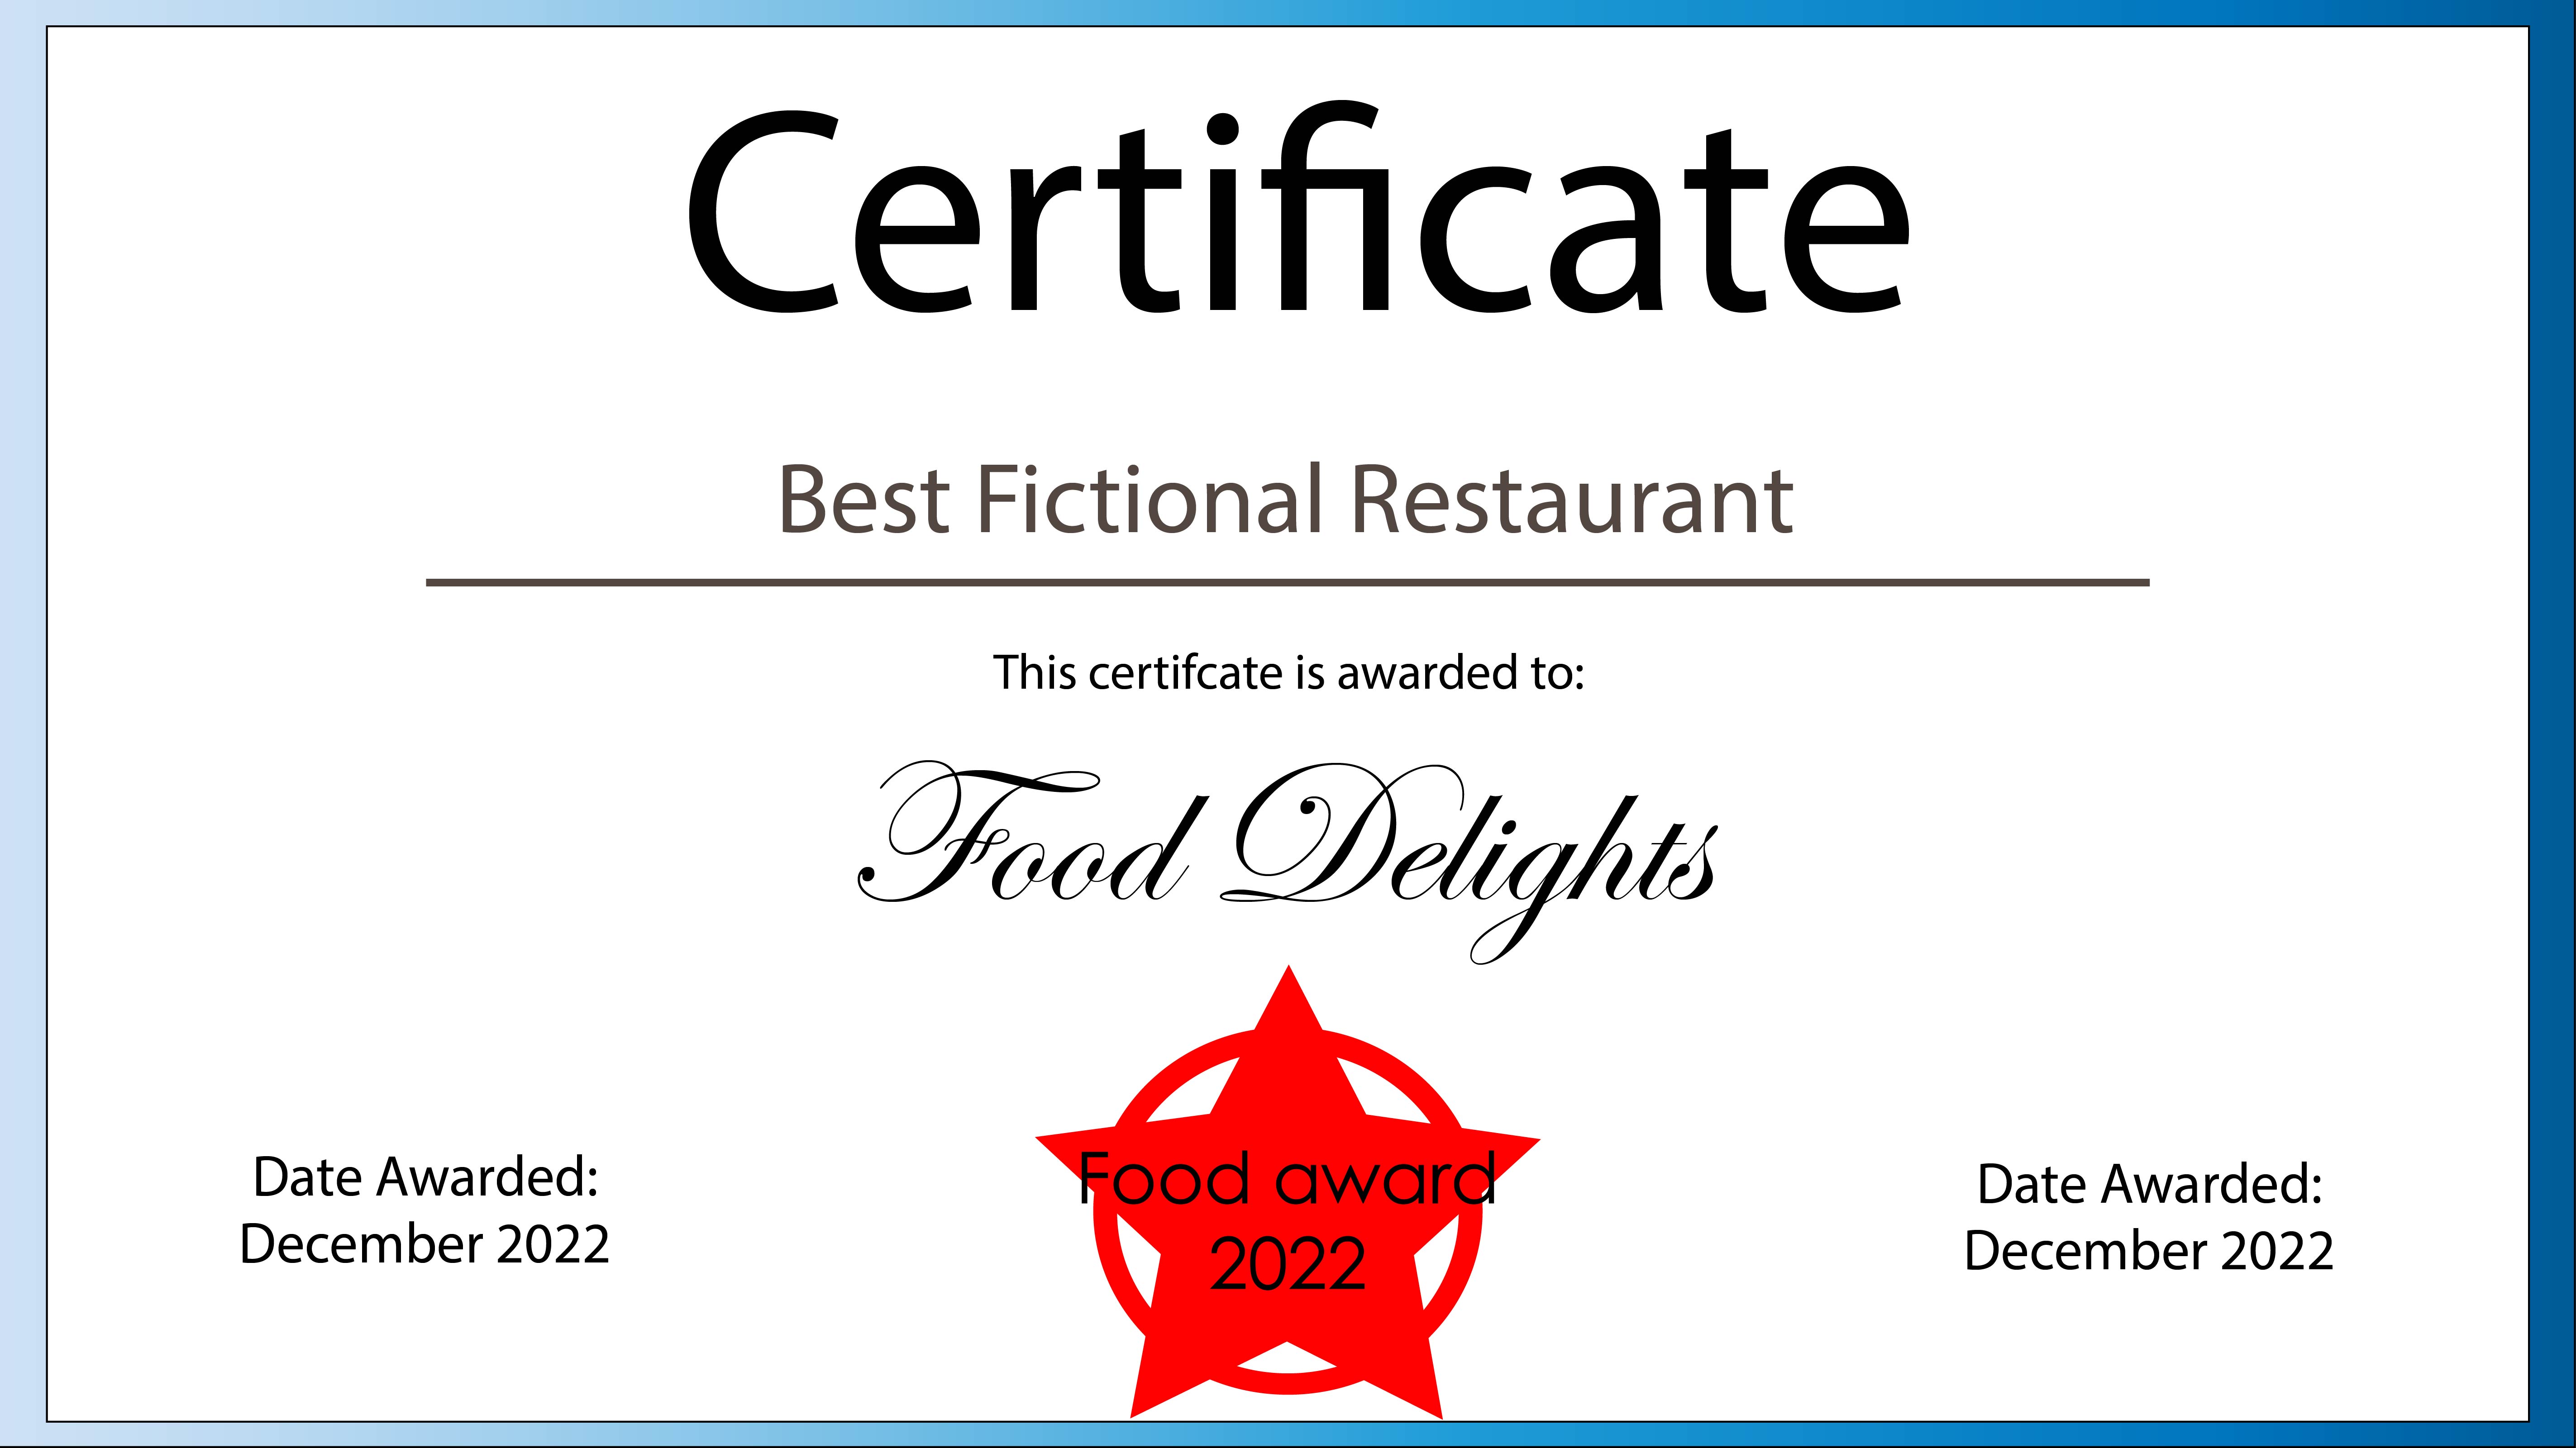 Certificate
Best Fictional Restaurant
This certifcate is awarded to:
Food Delights
Date Awarded:
December 2022
Food award
2022
Date Awarded:
December 2022